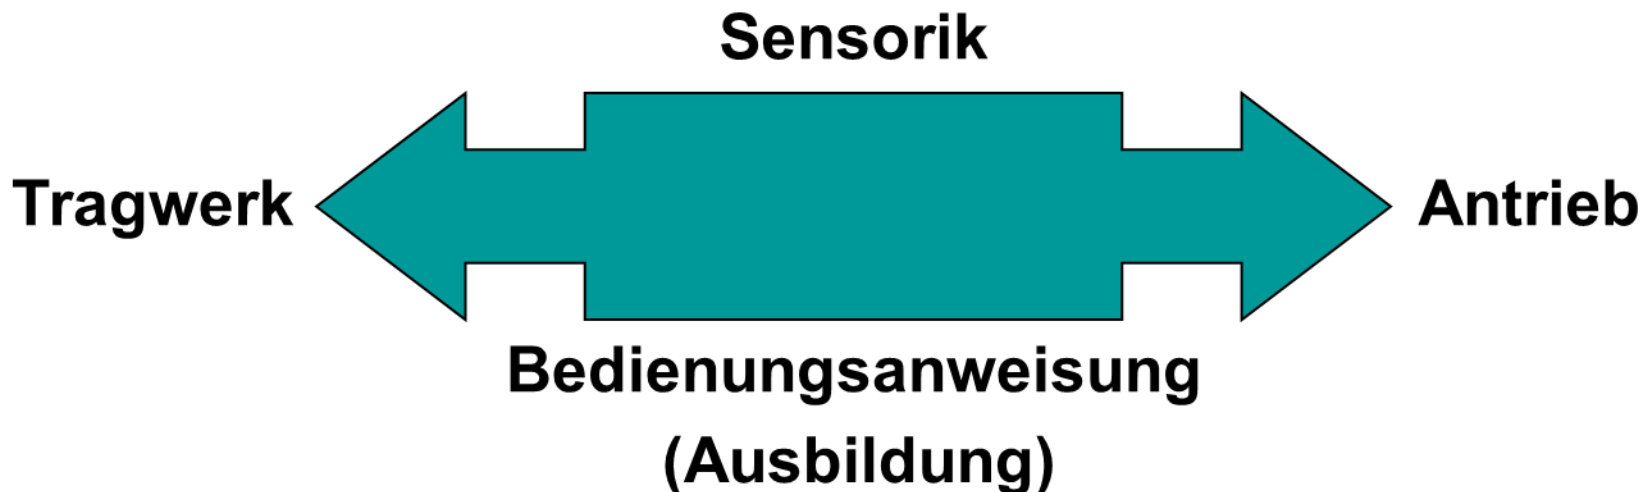 Sensorik
Tragwerk
Antrieb
Bedienungsanweisung
(Ausbildung)